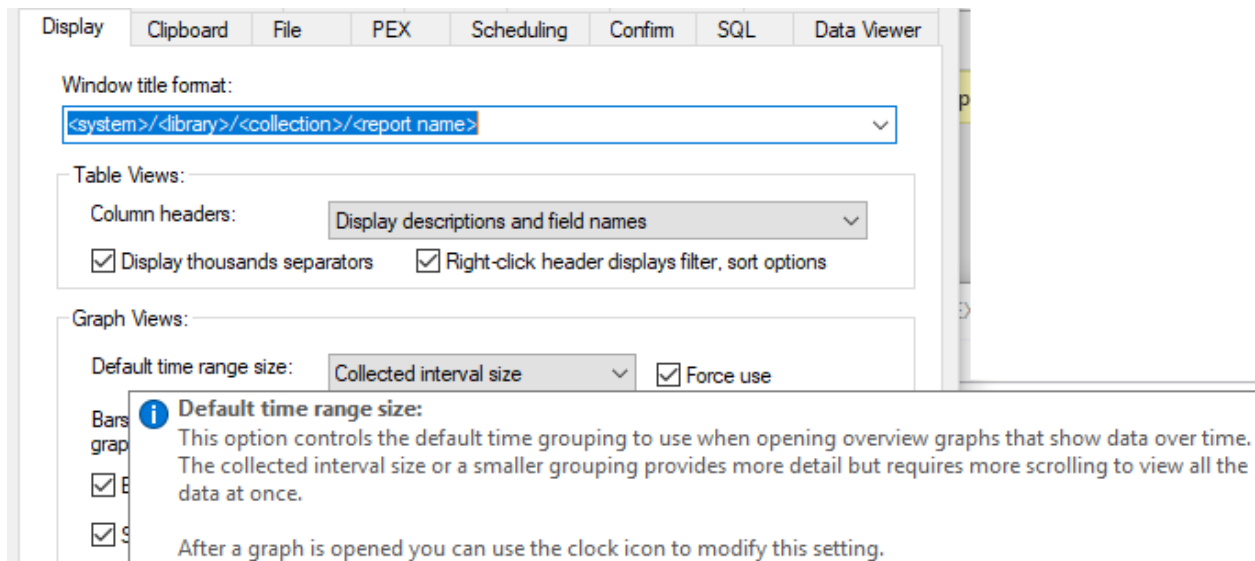 Display Clipboard File PEX Scheduling Confirm SQL Data Viewer
Window title format:
<system>/<library>/<collection>/<report name>
Table Views:
Column headers: Display descriptions and field names
Display thousands separators Right-click header displays filter, sort options
Graph Views:
Default time range size: Collected interval size Force use
Bars
Default time range size:
This option controls the default time grouping to use when opening overview graphs that show data over time.
The collected interval size or a smaller grouping provides more detail but requires more scrolling to view all the
data at once.
After a graph is opened you can use the clock icon to modify this setting.